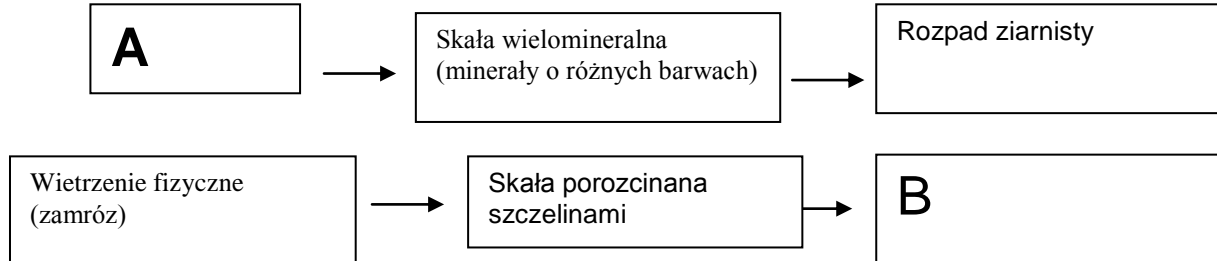 A
Skała wielomineralna
(minerały o różnych barwach)
Rozpad ziarnisty
Wietrzenie fizyczne
(zamróz)
Skała porozcinana
szczelinami
B